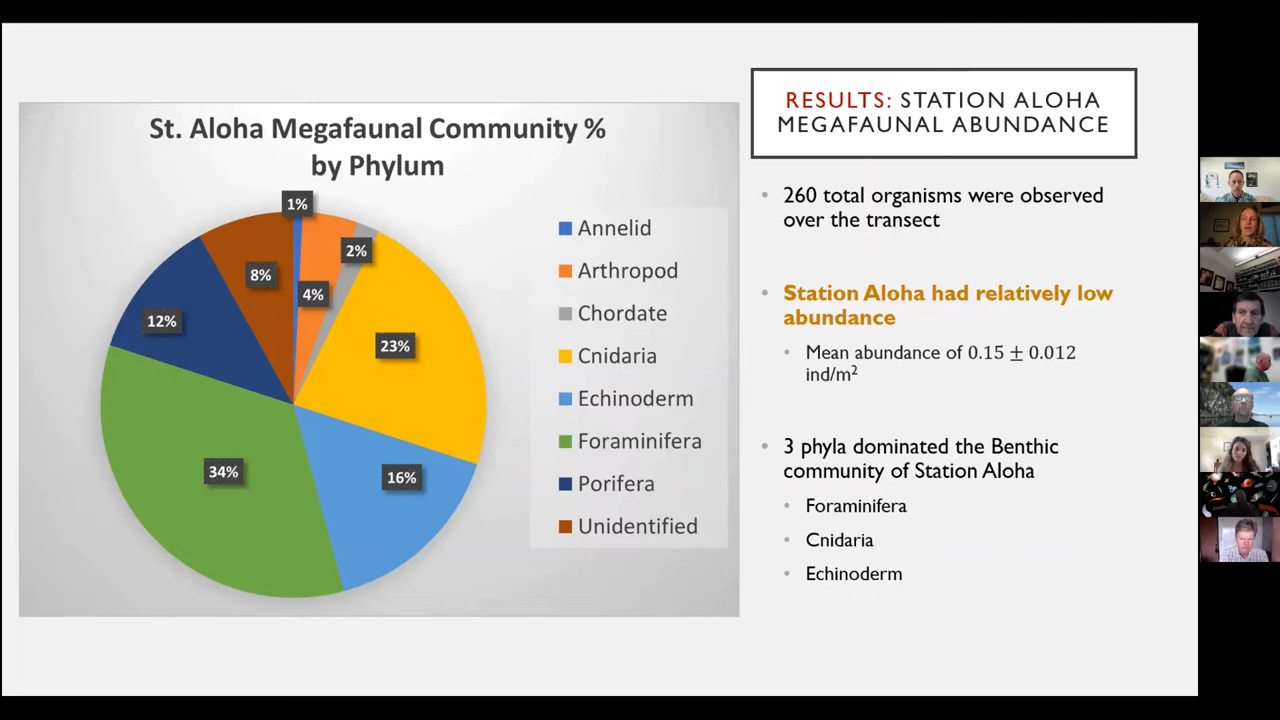 St. Aloha Megafaunal Community %
by Phylum
1%
2%
4%
8%
12%
23%
34%
16%
Annelid
Arthropod
Chordate
Cnidaria
Echinoderm
Foraminifera
Porifera
Unidentified
RESULTS: STATION ALOHA
MEGAFAUNAL ABUNDANCE
• 260 total organisms were observed
over the transect
• Station Aloha had relatively low
abundance
• Mean abundance of 0.15 ± 0.012
ind/m²
• 3 phyla dominated the Benthic
community of Station Aloha
• Foraminifera
• Cnidaria
• Echinoderm